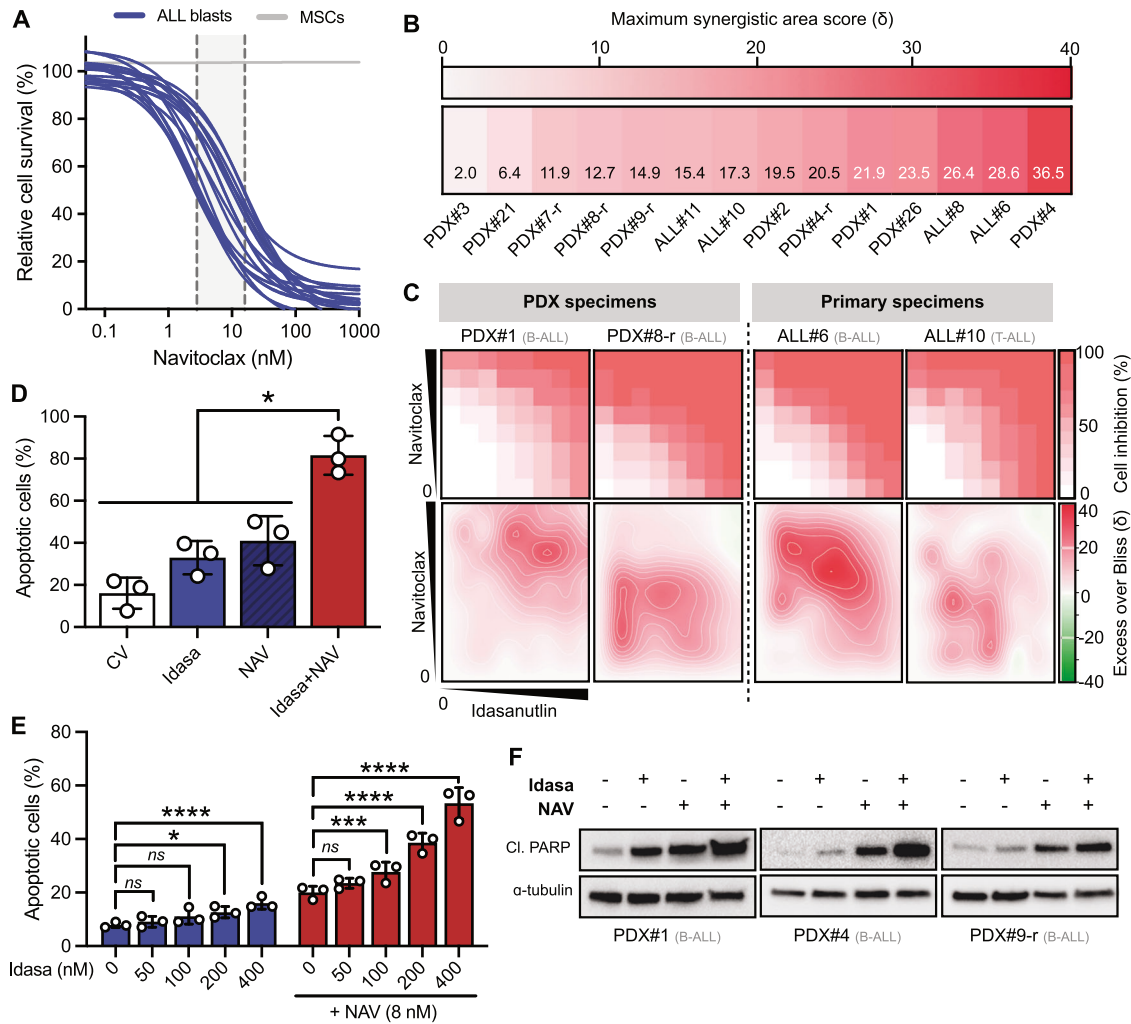 A
ALL blasts
MSCs
Relative cell survival (%)
100
80
60
40
20
0
0.1 1 10 100 1000
Navitoclax (nM)
B
Maximum synergistic area score (δ)
0 10 20 30 40
2.0 6.4 11.9 12.7 14.9 15.4 17.3 19.5 20.5 21.9 23.5 26.4 28.6 36.5
PDX#3 PDX#21 PDX#7-r PDX#8-r PDX#9-r ALL#11 ALL#10 PDX#2 PDX#4-r PDX#1 PDX#26 ALL#8 ALL#6 PDX#4
C
PDX specimens
Primary specimens
PDX#1 (B-ALL) PDX#8-r (B-ALL) ALL#6 (B-ALL) ALL#10 (T-ALL)
Navitoclax
0
100
50
0
Cell inhibition (%)
Navitoclax
0
40
20
0
-20
-40
Excess over Bliss (δ)
0
Idasanutlin
D
Apoptotic cells (%)
100
80
60
40
20
0
*
CV Idasa NAV Idasa+NAV
E
Apoptotic cells (%)
80
60
40
20
0
****
*
ns
ns
****
****
***
ns
Idasa (nM) 0 50 100 200 400 0 50 100 200 400
+ NAV (8 nM)
F
Idasa - + - + - + - + - + - +
NAV - - + + - - + + - - + +
Cl. PARP
α-tubulin
PDX#1 (B-ALL) PDX#4 (B-ALL) PDX#9-r (B-ALL)